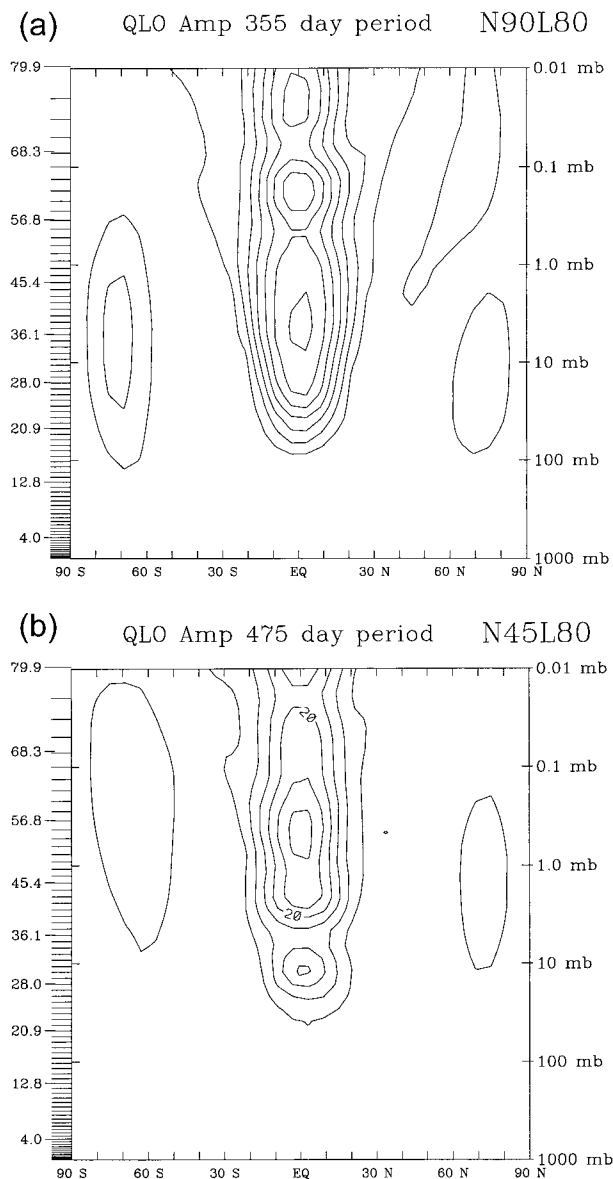 (a) QLO Amp 355 day period N90L80
79.9
68.3
56.8
45.4
36.1
28.0
20.9
12.8
4.0
0.01 mb
0.1 mb
1.0 mb
10 mb
100 mb
1000 mb
90 S 60 S 30 S EQ 30 N 60 N 90 N
(b) QLO Amp 475 day period N45L80
79.9
68.3
56.8
45.4
36.1
28.0
20.9
12.8
4.0
20
20
0.01 mb
0.1 mb
1.0 mb
10 mb
100 mb
1000 mb
90 S 60 S 30 S EQ 30 N 60 N 90 N